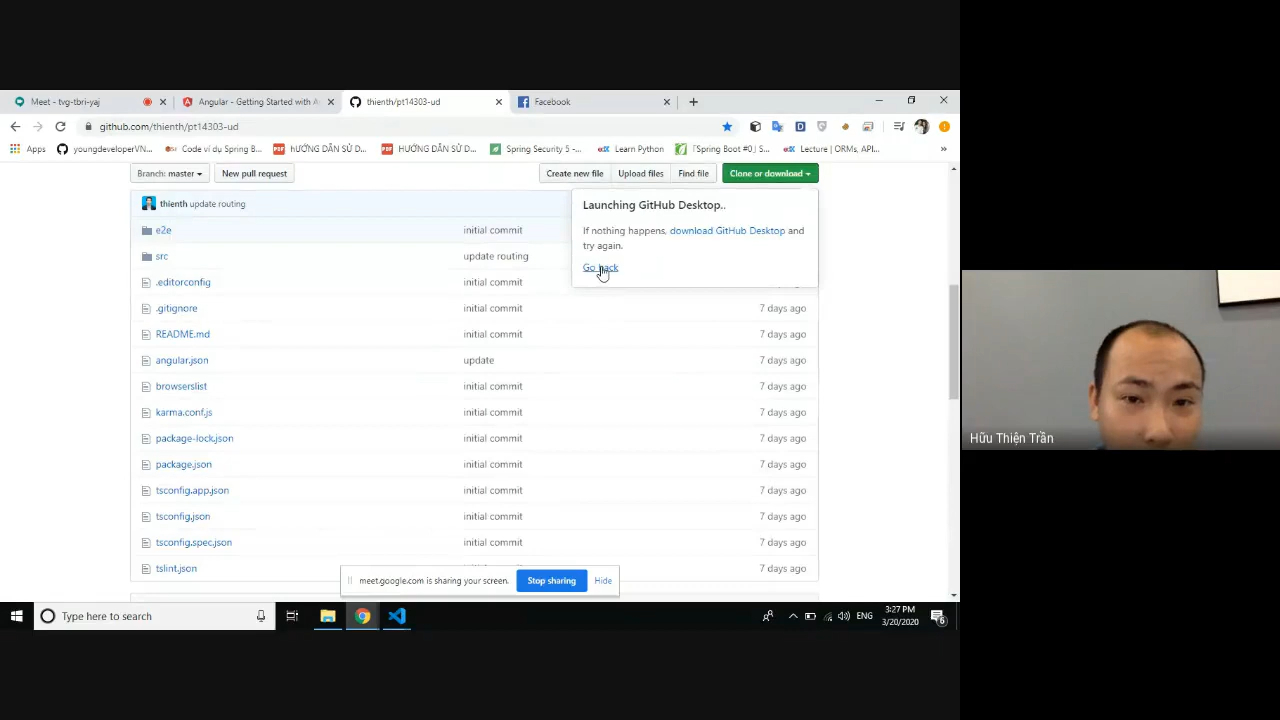 Meet - tvg-tbri-yaj
Angular - Getting Started with A
thienth/pt14303-ud
Facebook
github.com/thienth/pt14303-ud
Apps
youngdeveloperVN...
Code ví dụ Spring B...
PDF
hƯỚNG DẪN SỬ D...
PDF
HƯỚNG DẪN SỬ D...
Spring Security 5 -...
edX
Learn Python
「Spring Boot #0」S...
edX
Lecture | ORMs, API...
»
Branch: master
New pull request
Create new file
Upload files
Find file
Clone or download
thienth update routing
Launching GitHub Desktop..
If nothing happens, download GitHub Desktop and
try again.
Go back
e2e
initial commit
src
update routing
.editorconfig
initial commit
.gitignore
initial commit
7 days ago
README.md
initial commit
7 days ago
angular.json
update
7 days ago
browserslist
initial commit
7 days ago
karma.conf.js
initial commit
7 days ago
package-lock.json
initial commit
7 days ago
package.json
initial commit
7 days ago
tsconfig.app.json
initial commit
7 days ago
tsconfig.json
initial commit
7 days ago
tsconfig.spec.json
initial commit
7 days ago
tslint.json
initial commit
7 days ago
meet.google.com is sharing your screen.
Stop sharing
Hide
Type here to search
ENG
3:27 PM
3/20/2020
6
Hữu Thiện Trần